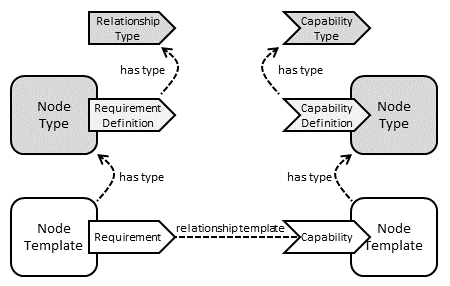 Relationship
Type
Capability
Type
has type
has type
Node
Type
Requirement
Definition
Capability
Definition
Node
Type
has type
has type
Node
Template
Requirement
relationship template
Capability
Node
Template